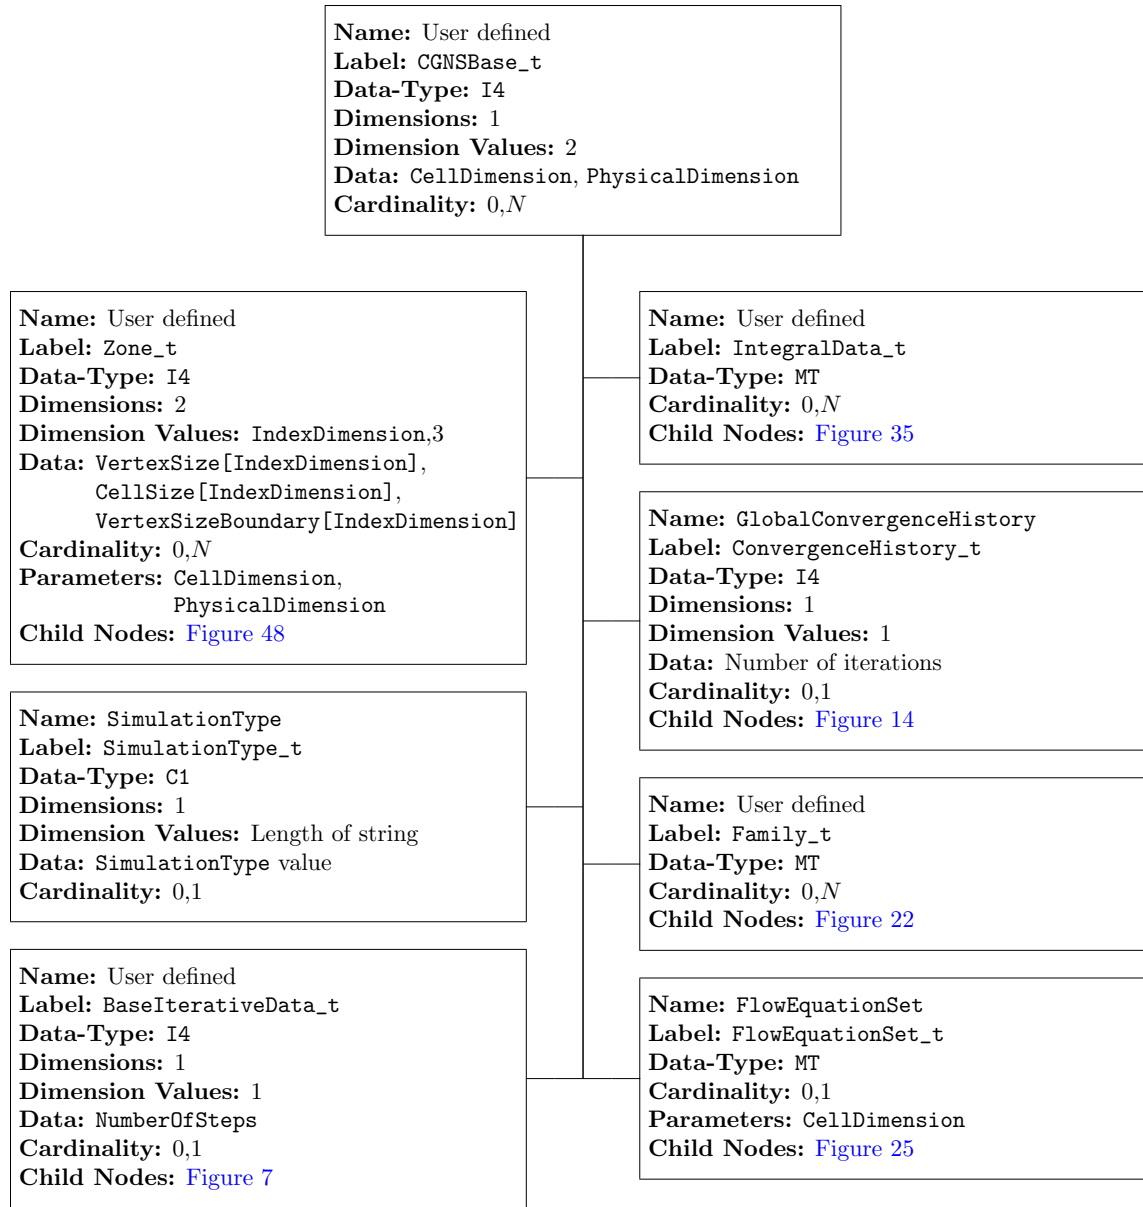 Name: User defined
Label: CGNSBase_t
Data-Type: I4
Dimensions: 1
Dimension Values: 2
Data: CellDimension, PhysicalDimension
Cardinality: 0,N
Name: User defined
Label: Zone_t
Data-Type: I4
Dimensions: 2
Dimension Values: IndexDimension,3
Data: VertexSize[IndexDimension],
CellSize[IndexDimension],
VertexSizeBoundary[IndexDimension]
Cardinality: 0,N
Parameters: CellDimension,
PhysicalDimension
Child Nodes: Figure 48
Name: SimulationType
Label: SimulationType_t
Data-Type: C1
Dimensions: 1
Dimension Values: Length of string
Data: SimulationType value
Cardinality: 0,1
Name: User defined
Label: BaseIterativeData_t
Data-Type: I4
Dimensions: 1
Dimension Values: 1
Data: NumberOfSteps
Cardinality: 0,1
Child Nodes: Figure 7
Name: User defined
Label: IntegralData_t
Data-Type: MT
Cardinality: 0,N
Child Nodes: Figure 35
Name: GlobalConvergenceHistory
Label: ConvergenceHistory_t
Data-Type: I4
Dimensions: 1
Dimension Values: 1
Data: Number of iterations
Cardinality: 0,1
Child Nodes: Figure 14
Name: User defined
Label: Family_t
Data-Type: MT
Cardinality: 0,N
Child Nodes: Figure 22
Name: FlowEquationSet
Label: FlowEquationSet_t
Data-Type: MT
Cardinality: 0,1
Parameters: CellDimension
Child Nodes: Figure 25